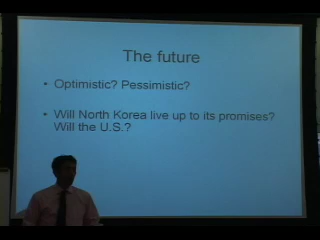 The future
• Optimistic? Pessimistic?
• Will North Korea live up to its promises?
Will the U.S.?